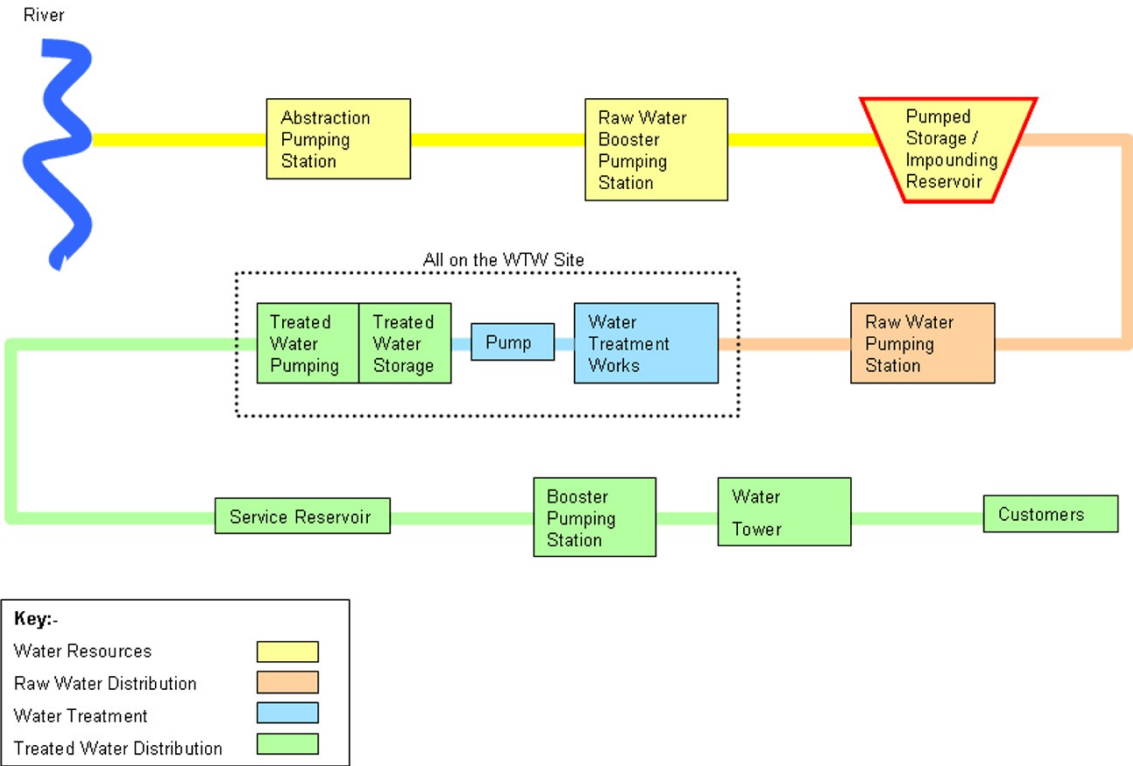 River
Abstraction
Pumping
Station
Raw Water
Booster
Pumping
Station
Pumped
Storage /
Impounding
Reservoir
All on the WTW Site
Treated
Water
Pumping
Treated
Water
Storage
Pump
Water
Treatment
Works
Raw Water
Pumping
Station
Service Reservoir
Booster
Pumping
Station
Water
Tower
Customers
Key:-
Water Resources
Raw Water Distribution
Water Treatment
Treated Water Distribution